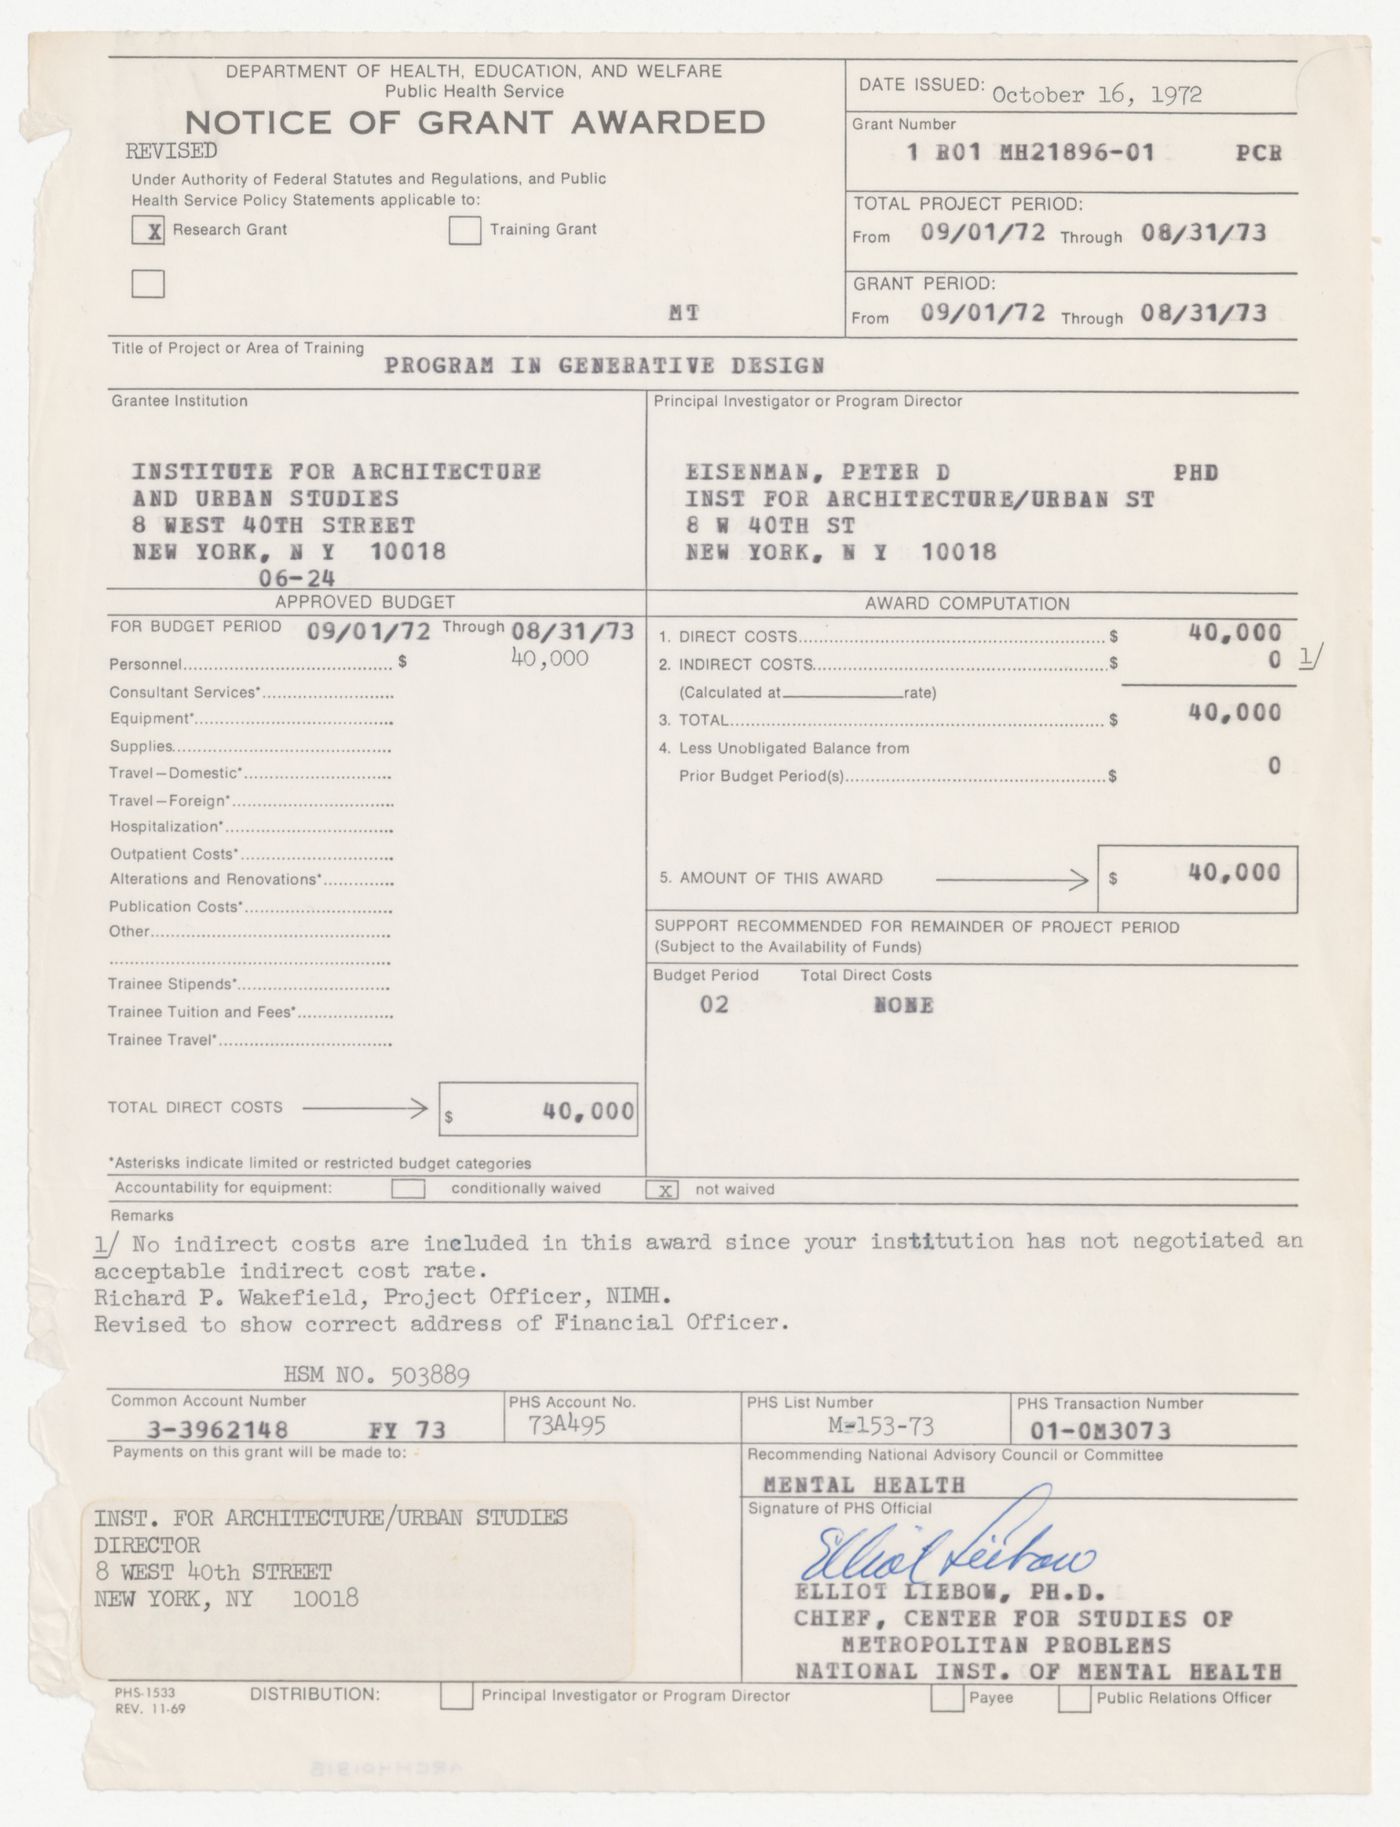 DEPARTMENT OF HEALTH, EDUCATION, AND WELFARE
Public Health Service
NOTICE OF GRANT AWARDED
REVISED
Under Authority of Federal Statutes and Regulations, and Public
Health Service Policy Statements applicable to:
X Research Grant Training Grant
MT
DATE ISSUED: October 16, 1972
Grant Number
1 R01 MH21896-01 PCR
TOTAL PROJECT PERIOD:
From 09/01/72 Through 08/31/73
GRANT PERIOD:
From 09/01/72 Through 08/31/73
Title of Project or Area of Training PROGRAM IN GENERATIVE DESIGN
Grantee Institution
INSTITUTE FOR ARCHITECTURE
AND URBAN STUDIES
8 WEST 40TH STREET
NEW YORK, N Y 10018
06-24
Principal Investigator or Program Director
EISENMAN, PETER D PHD
INST FOR ARCHITECTURE/URBAN ST
8 W 40TH ST
NEW YORK, N Y 10018
APPROVED BUDGET
FOR BUDGET PERIOD 09/01/72 Through 08/31/73
Personnel.......... $ 40,000
Consultant Services*..........
Equipment*..........
Supplies..........
Travel–Domestic*..........
Travel–Foreign*..........
Hospitalization*..........
Outpatient Costs*..........
Alterations and Renovations*..........
Publication Costs*..........
Other..........
..........
Trainee Stipends*..........
Trainee Tuition and Fees*..........
Trainee Travel*..........
TOTAL DIRECT COSTS $ 40,000
*Asterisks indicate limited or restricted budget categories
AWARD COMPUTATION
1. DIRECT COSTS.......... $ 40,000
2. INDIRECT COSTS.......... $ 0 1/
(Calculated at rate)
3. TOTAL.......... $ 40,000
4. Less Unobligated Balance from
Prior Budget Period(s).......... $ 0
5. AMOUNT OF THIS AWARD $ 40,000
SUPPORT RECOMMENDED FOR REMAINDER OF PROJECT PERIOD
(Subject to the Availability of Funds)
Budget Period Total Direct Costs
02 NONE
Accountability for equipment: conditionally waived X not waived
Remarks
1/ No indirect costs are included in this award since your institution has not negotiated an
acceptable indirect cost rate.
Richard P. Wakefield, Project Officer, NIMH.
Revised to show correct address of Financial Officer.
HSM NO. 503889
Common Account Number
3-3962148 FY 73
PHS Account No.
73A495
PHS List Number
M-153-73
PHS Transaction Number
01-0M3073
Payments on this grant will be made to:
INST. FOR ARCHITECTURE/URBAN STUDIES
DIRECTOR
8 WEST 40th STREET
NEW YORK, NY 10018
Recommending National Advisory Council or Committee
MENTAL HEALTH
Signature of PHS Official
Elliot Liebow
ELLIOT LIEBOW, PH.D.
CHIEF, CENTER FOR STUDIES OF
METROPOLITAN PROBLEMS
NATIONAL INST. OF MENTAL HEALTH
PHS-1533
REV. 11-69
DISTRIBUTION: Principal Investigator or Program Director Payee Public Relations Officer